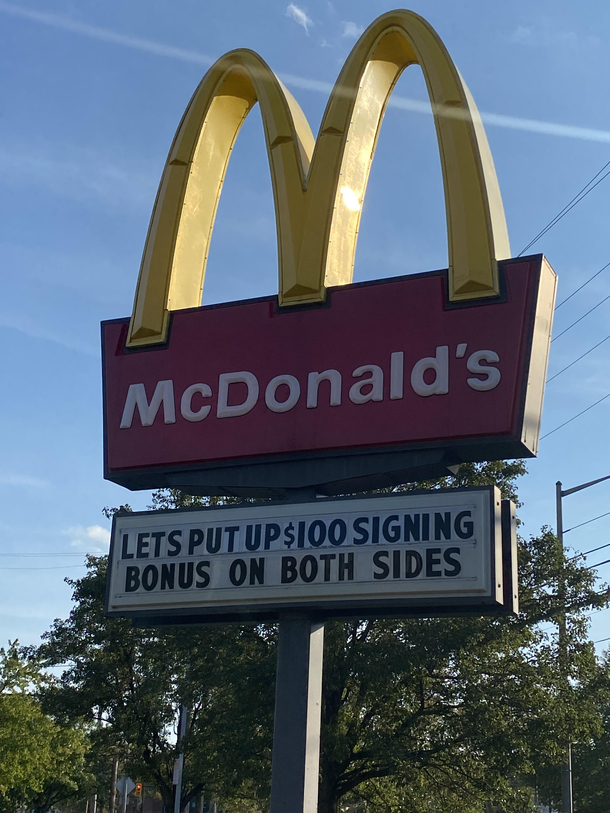 McDonald's
LETS PUT UP $100 SIGNING
BONUS ON BOTH SIDES